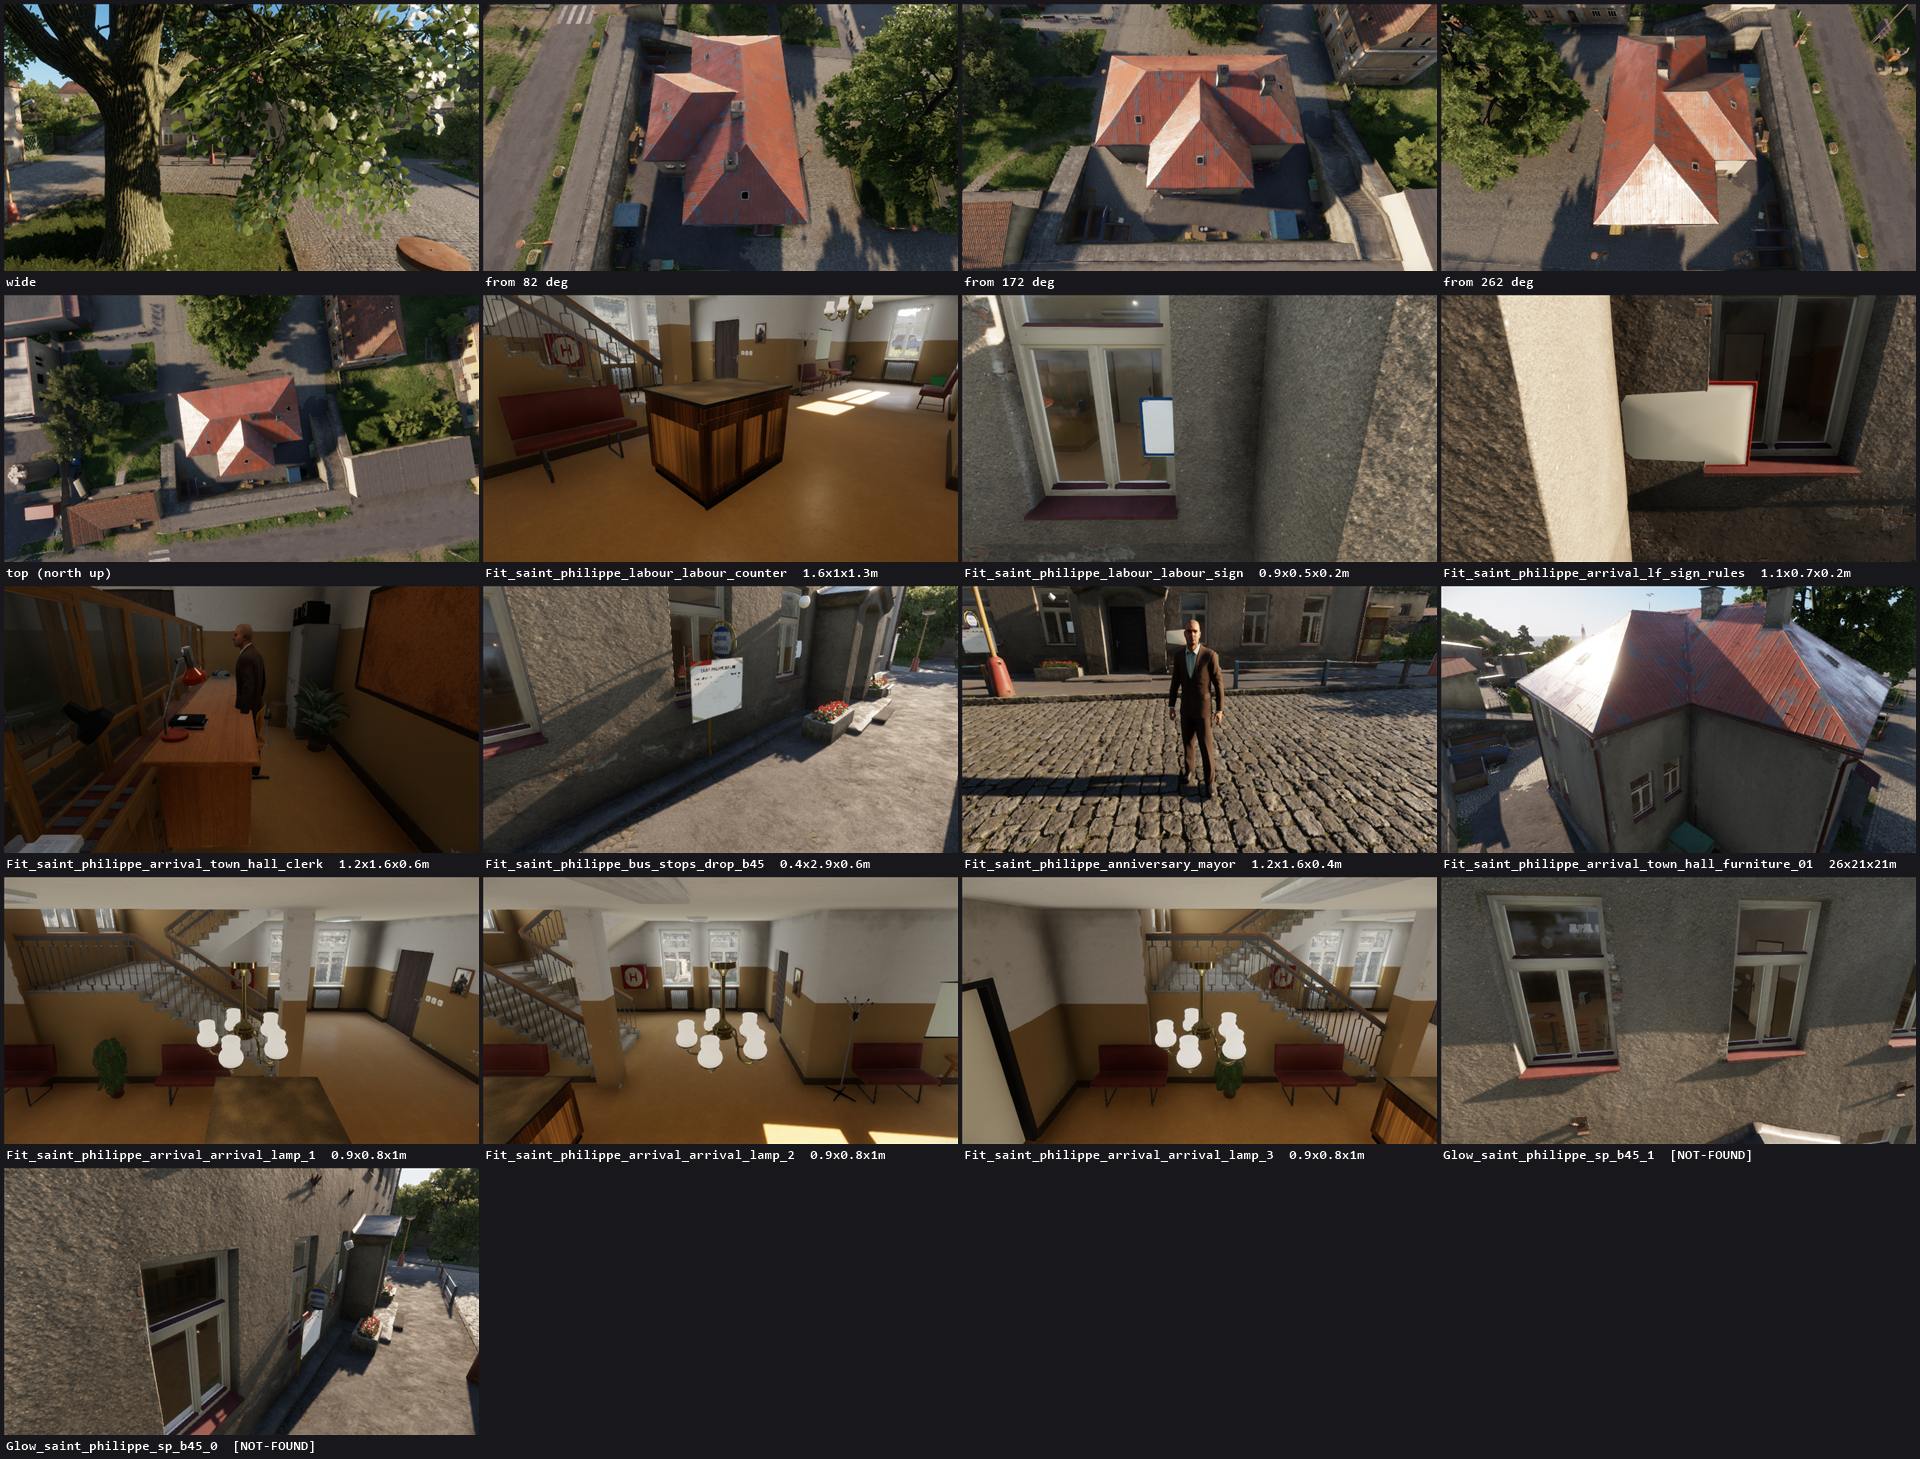 wide
from 82 deg
from 172 deg
from 262 deg
top (north up)
Fit_saint_philippe_labour_labour_counter 1.6x1x1.3m
Fit_saint_philippe_labour_labour_sign 0.9x0.5x0.2m
Fit_saint_philippe_arrival_lf_sign_rules 1.1x0.7x0.2m
Fit_saint_philippe_arrival_town_hall_clerk 1.2x1.6x0.6m
Fit_saint_philippe_bus_stops_drop_b45 0.4x2.9x0.6m
Fit_saint_philippe_anniversary_mayor 1.2x1.6x0.4m
Fit_saint_philippe_arrival_town_hall_furniture_01 26x21x21m
Fit_saint_philippe_arrival_arrival_lamp_1 0.9x0.8x1m
Fit_saint_philippe_arrival_arrival_lamp_2 0.9x0.8x1m
Fit_saint_philippe_arrival_arrival_lamp_3 0.9x0.8x1m
Glow_saint_philippe_sp_b45_1 [NOT-FOUND]
Glow_saint_philippe_sp_b45_0 [NOT-FOUND]
H
H
H
H